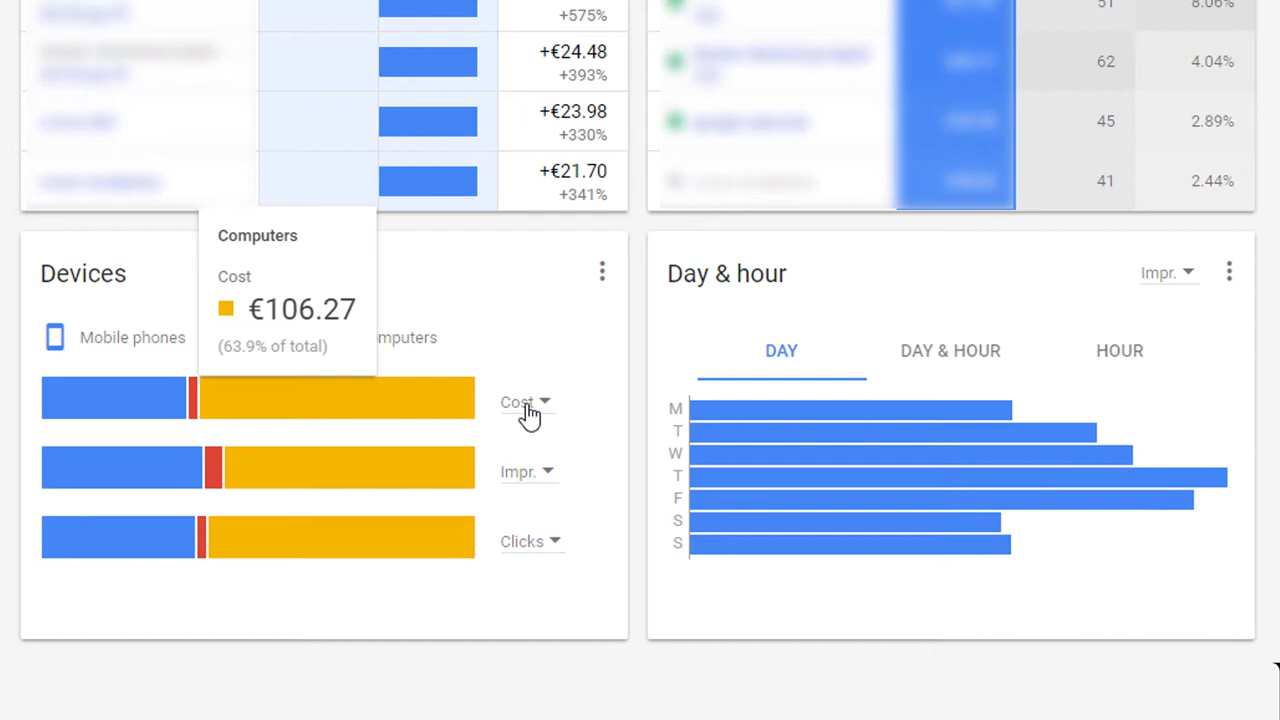 +575%
+€24.48
+393%
+€23.98
+330%
+€21.70
+341%
51 8.06%
62 4.04%
45 2.89%
41 2.44%
Devices
Computers
Cost
€106.27
(63.9% of total)
Mobile phones
mputers
Cost
Impr.
Clicks
Day & hour
Impr.
DAY DAY & HOUR HOUR
M
T
W
T
F
S
S